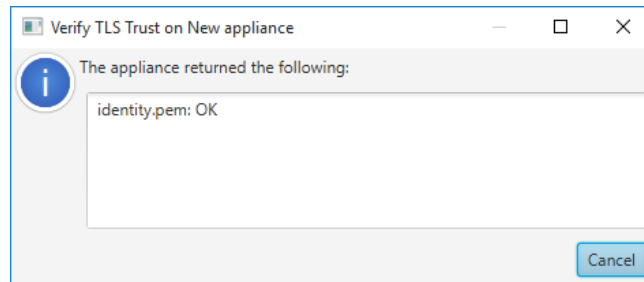 Verify TLS Trust on New appliance
The appliance returned the following:
identity.pem: OK
Cancel